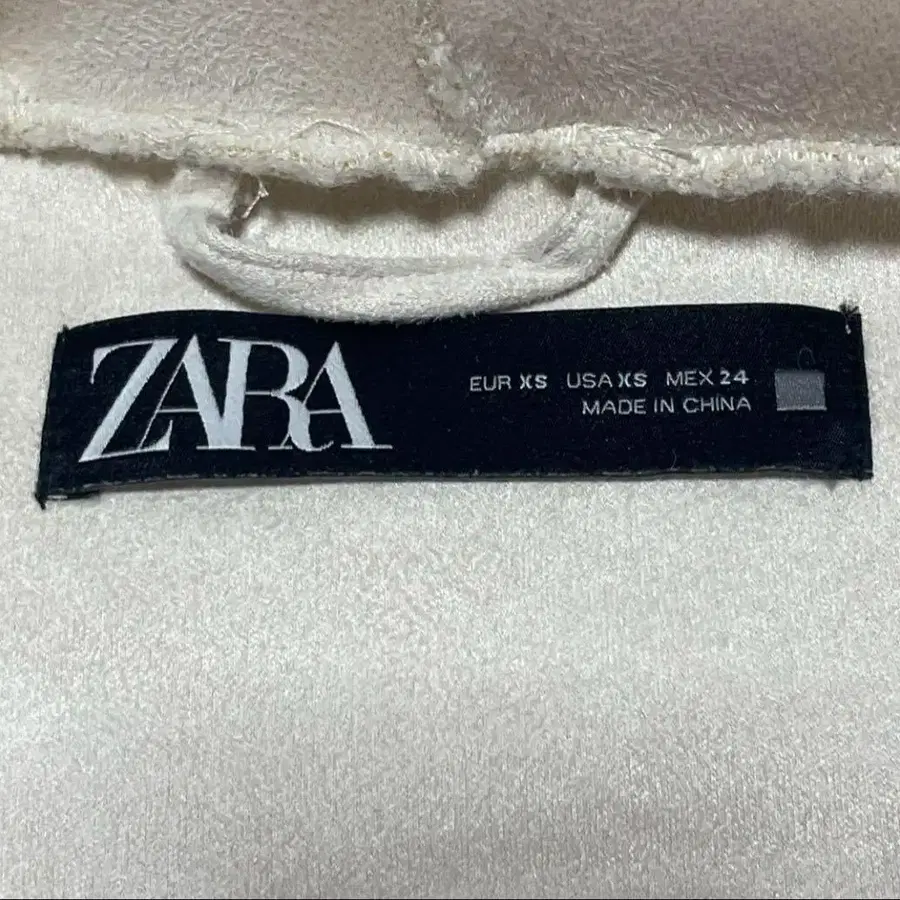 ZARA
EUR XS USA XS MEX 24
MADE IN CHINA